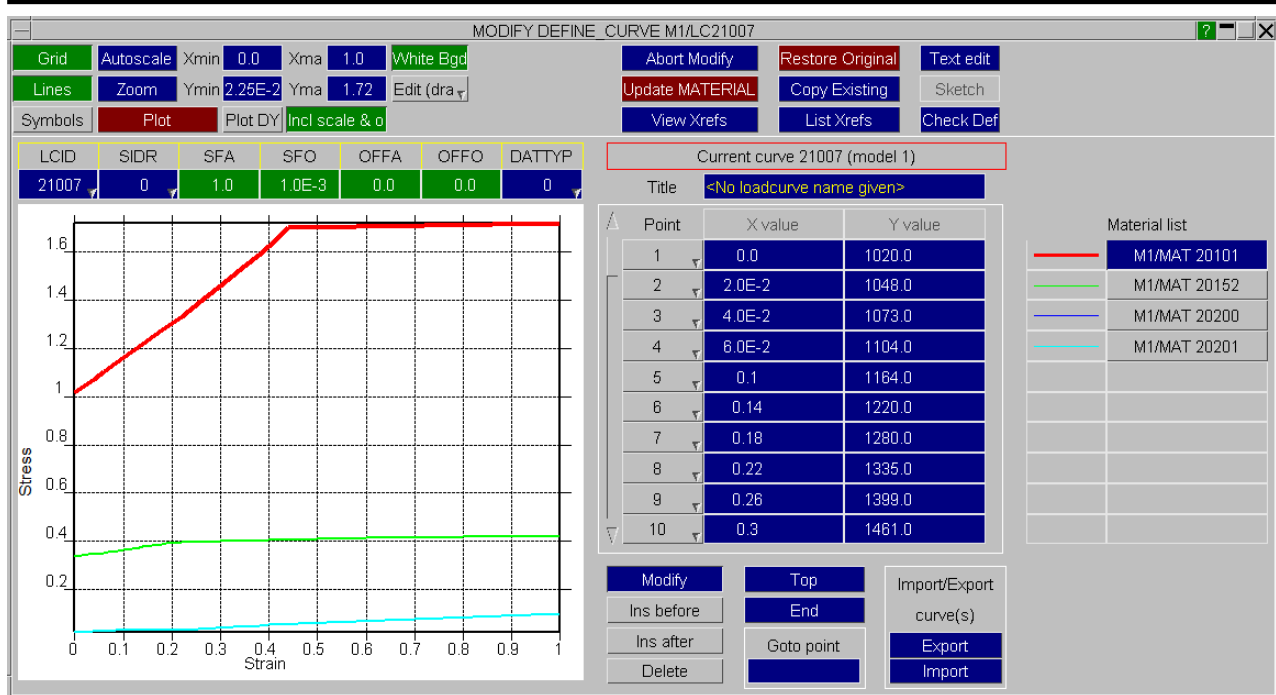 MODIFY DEFINE_CURVE M1/LC21007 ?
Grid Autoscale Xmin 0.0 Xma 1.0 White Bgd Abort Modify Restore Original Text edit
Lines Zoom Ymin 2.25E-2 Yma 1.72 Edit (dra Update MATERIAL Copy Existing Sketch
Symbols Plot Plot DY Incl scale & o View Xrefs List Xrefs Check Def
LCID SIDR SFA SFO OFFA OFFO DATTYP
21007 0 1.0 1.0E-3 0.0 0.0 0
1.6
1.4
1.2
1
0.8
0.6
0.4
0.2
Stress
0 0.1 0.2 0.3 0.4 0.5 0.6 0.7 0.8 0.9 1
Strain
Current curve 21007 (model 1)
Title <No loadcurve name given>
Point X value Y value
1 0.0 1020.0
2 2.0E-2 1048.0
3 4.0E-2 1073.0
4 6.0E-2 1104.0
5 0.1 1164.0
6 0.14 1220.0
7 0.18 1280.0
8 0.22 1335.0
9 0.26 1399.0
10 0.3 1461.0
Material list
M1/MAT 20101
M1/MAT 20152
M1/MAT 20200
M1/MAT 20201
Modify
Ins before
Ins after
Delete
Top
End
Goto point
Import/Export
curve(s)
Export
Import